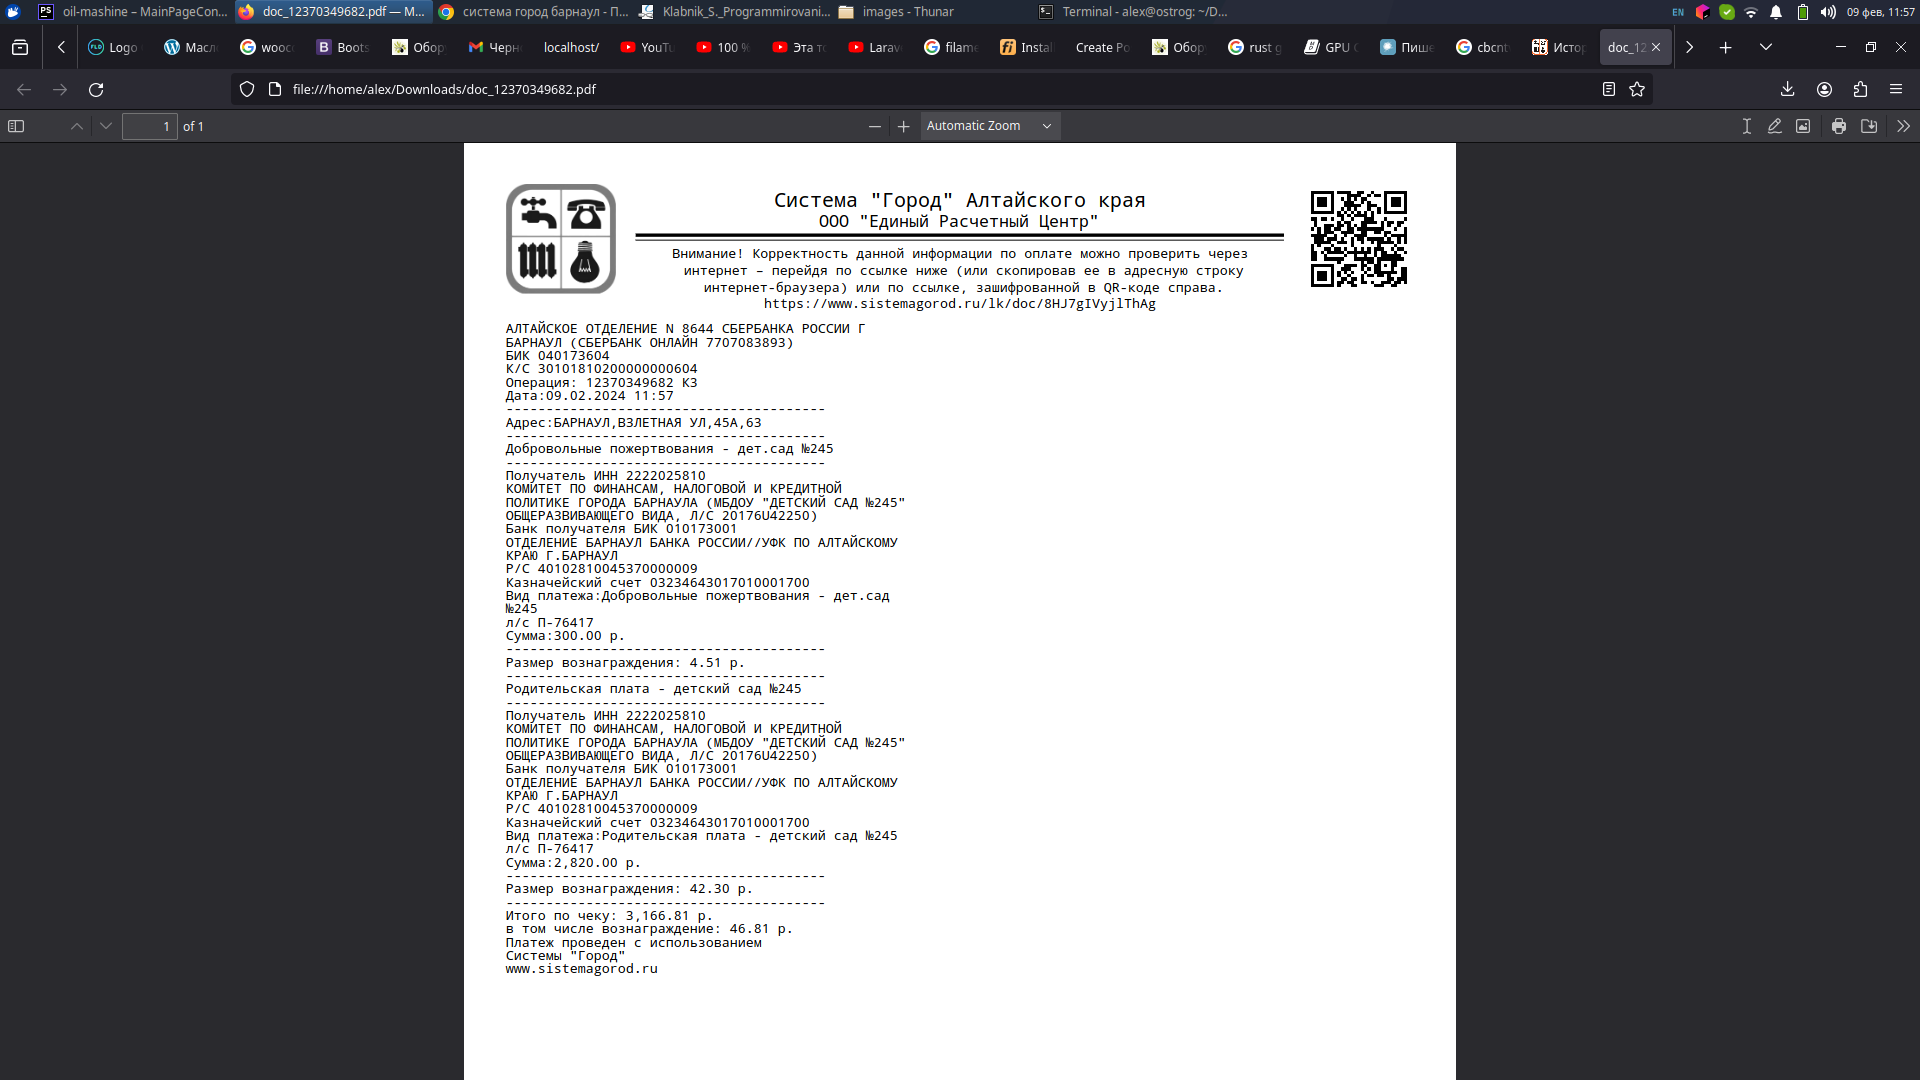 oil-mashine – MainPageCon...
doc_12370349682.pdf — M...
система город барнаул - П...
Klabnik_S._Programmirovani...
images - Thunar
Terminal - alex@ostrog: ~/D...
EN
09 фев, 11:57
Logo
Масл
wooc
Boots
Обор
Черн
localhost/
YouTu
100 %
Эта т
Larav
filame
Instal
Create Po
Обор
rust g
GPU
Пише
cbcnt
Исто
doc_12
file:///home/alex/Downloads/doc_12370349682.pdf
1 of 1
Automatic Zoom
Система "Город" Алтайского края
ООО "Единый Расчетный Центр"
Внимание! Корректность данной информации по оплате можно проверить через
интернет – перейдя по ссылке ниже (или скопировав ее в адресную строку
интернет-браузера) или по ссылке, зашифрованной в QR-коде справа.
https://www.sistemagorod.ru/lk/doc/8HJ7gIVyjlThAg
АЛТАЙСКОЕ ОТДЕЛЕНИЕ N 8644 СБЕРБАНКА РОССИИ Г
БАРНАУЛ (СБЕРБАНК ОНЛАЙН 7707083893)
БИК 040173604
К/С 30101810200000000604
Операция: 12370349682 КЗ
Дата:09.02.2024 11:57
----------------------------------------
Адрес:БАРНАУЛ,ВЗЛЕТНАЯ УЛ,45А,63
----------------------------------------
Добровольные пожертвования - дет.сад №245
----------------------------------------
Получатель ИНН 2222025810
КОМИТЕТ ПО ФИНАНСАМ, НАЛОГОВОЙ И КРЕДИТНОЙ
ПОЛИТИКЕ ГОРОДА БАРНАУЛА (МБДОУ "ДЕТСКИЙ САД №245"
ОБЩЕРАЗВИВАЮЩЕГО ВИДА, Л/С 20176U42250)
Банк получателя БИК 010173001
ОТДЕЛЕНИЕ БАРНАУЛ БАНКА РОССИИ//УФК ПО АЛТАЙСКОМУ
КРАЮ Г.БАРНАУЛ
Р/С 40102810045370000009
Казначейский счет 03234643017010001700
Вид платежа:Добровольные пожертвования - дет.сад
№245
л/с П-76417
Сумма:300.00 р.
----------------------------------------
Размер вознаграждения: 4.51 р.
----------------------------------------
Родительская плата - детский сад №245
----------------------------------------
Получатель ИНН 2222025810
КОМИТЕТ ПО ФИНАНСАМ, НАЛОГОВОЙ И КРЕДИТНОЙ
ПОЛИТИКЕ ГОРОДА БАРНАУЛА (МБДОУ "ДЕТСКИЙ САД №245"
ОБЩЕРАЗВИВАЮЩЕГО ВИДА, Л/С 20176U42250)
Банк получателя БИК 010173001
ОТДЕЛЕНИЕ БАРНАУЛ БАНКА РОССИИ//УФК ПО АЛТАЙСКОМУ
КРАЮ Г.БАРНАУЛ
Р/С 40102810045370000009
Казначейский счет 03234643017010001700
Вид платежа:Родительская плата - детский сад №245
л/с П-76417
Сумма:2,820.00 р.
----------------------------------------
Размер вознаграждения: 42.30 р.
----------------------------------------
Итого по чеку: 3,166.81 р.
в том числе вознаграждение: 46.81 р.
Платеж проведен с использованием
Системы "Город"
www.sistemagorod.ru